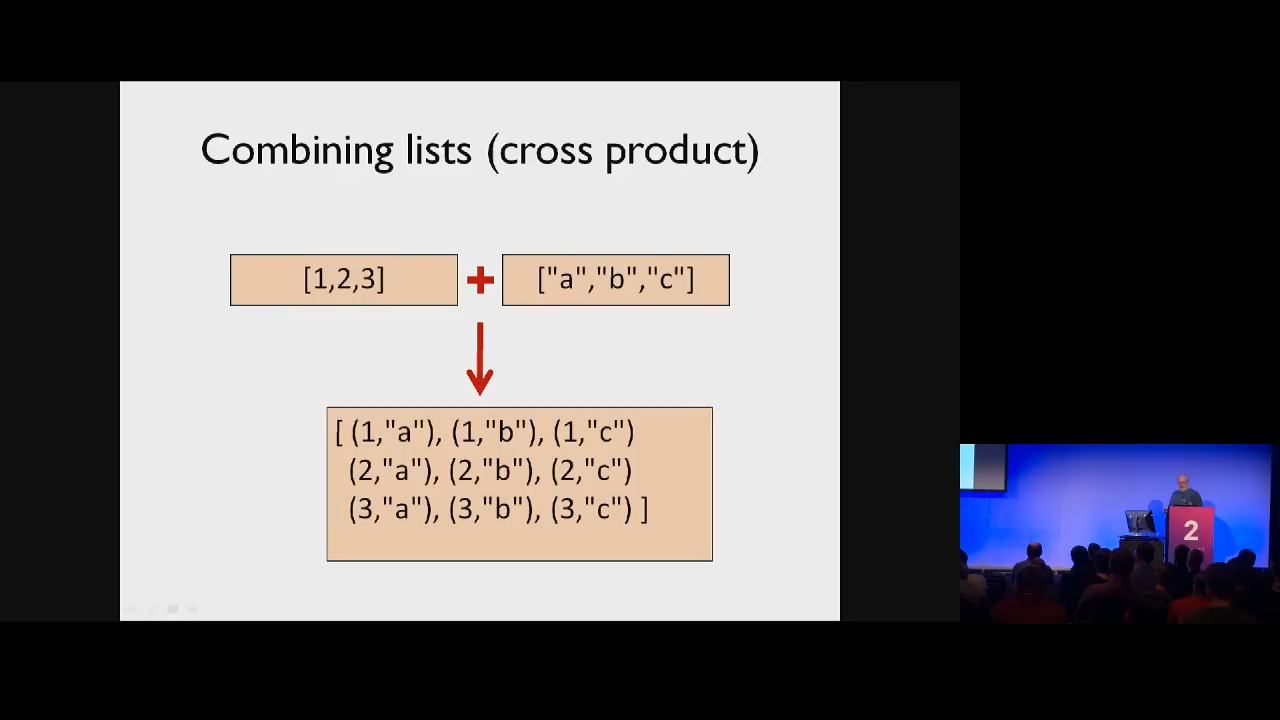 Combining lists (cross product)
[1,2,3] + ["a","b","c"]
[ (1,"a"), (1,"b"), (1,"c")
(2,"a"), (2,"b"), (2,"c")
(3,"a"), (3,"b"), (3,"c") ]
2